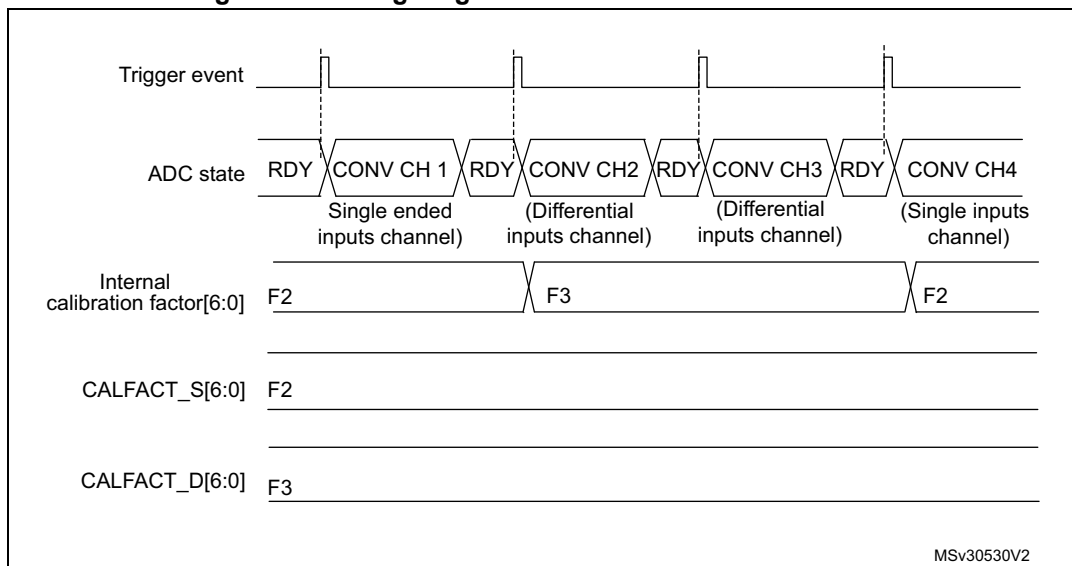 Trigger event
ADC state
RDY CONV CH 1 RDY CONV CH2 RDY CONV CH3 RDY CONV CH4
Single ended
inputs channel)
(Differential
inputs channel)
(Differential
inputs channel)
(Single inputs
channel)
Internal
calibration factor[6:0]
F2
F3
F2
CALFACT_S[6:0] F2
CALFACT_D[6:0] F3
MSv30530V2